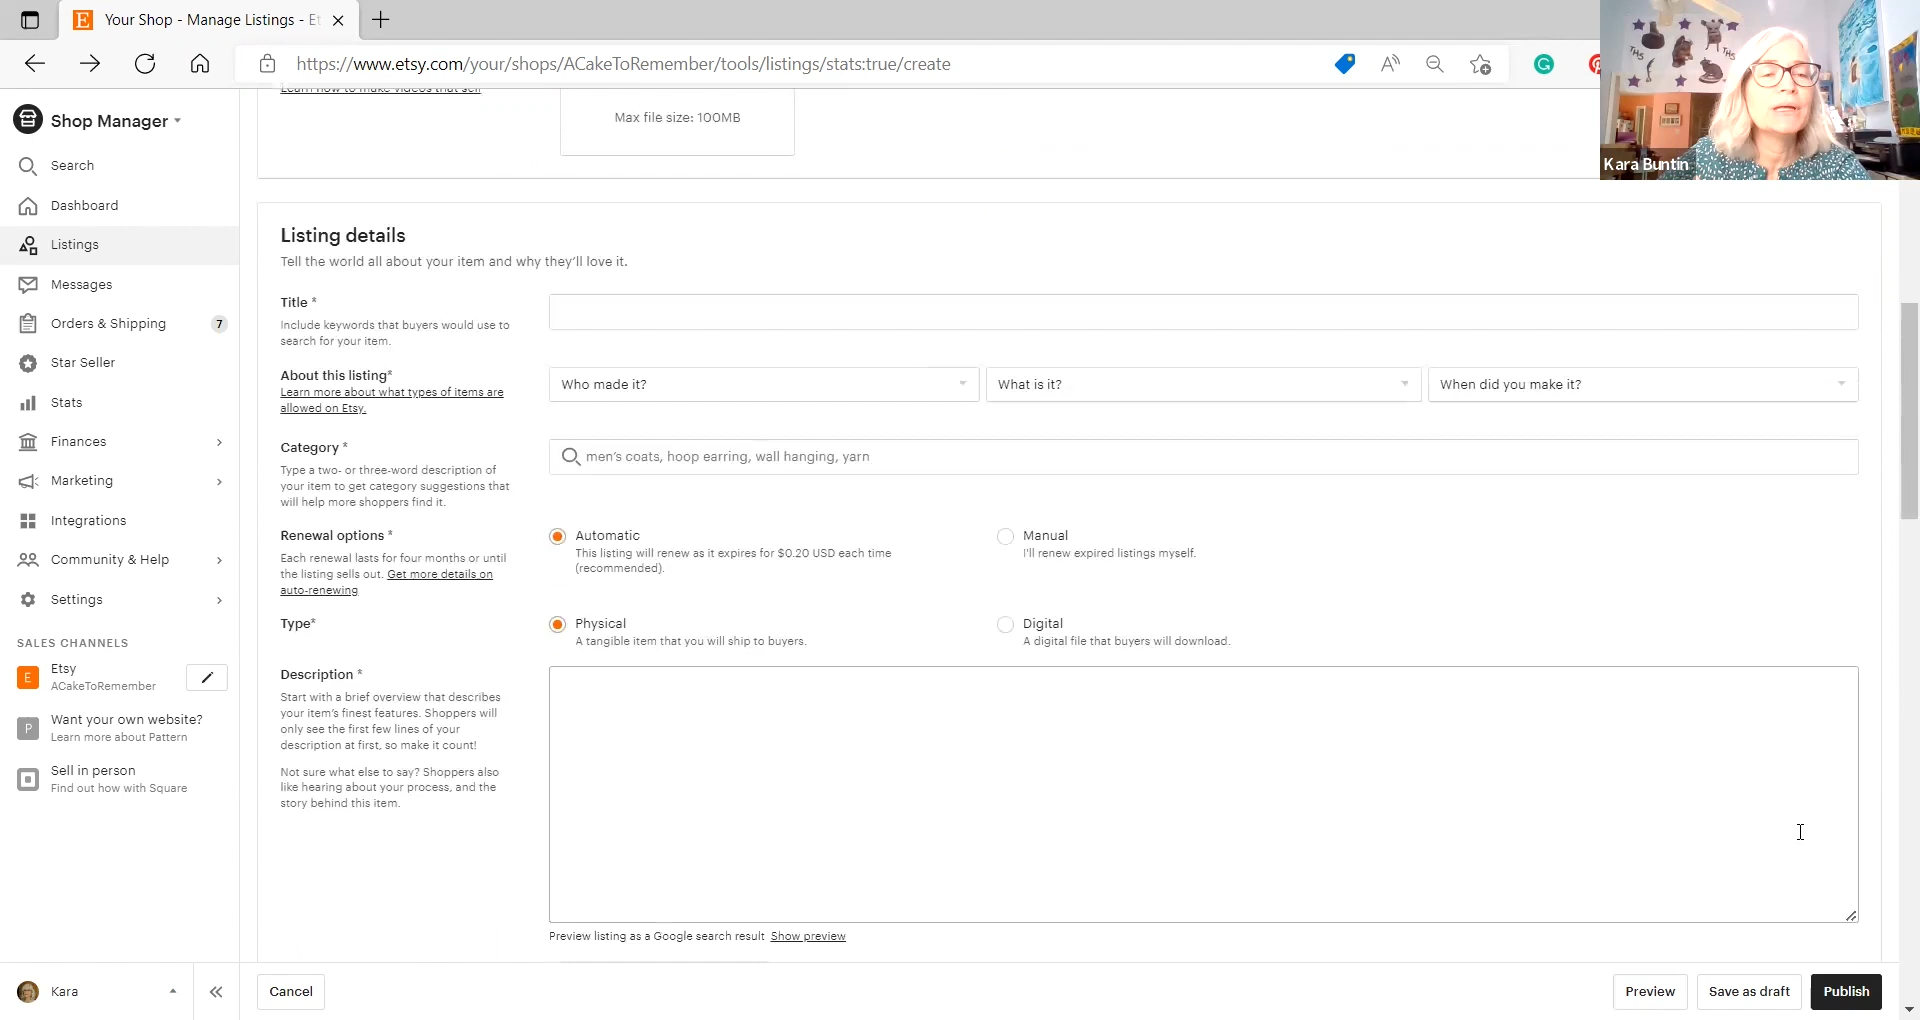 Your Shop - Manage Listings - Et
https://www.etsy.com/your/shops/ACakeToRemember/tools/listings/stats:true/create
Kara Buntin
Shop Manager
Search
Dashboard
Listings
Messages
Orders & Shipping 7
Star Seller
Stats
Finances
Marketing
Integrations
Community & Help
Settings
SALES CHANNELS
E Etsy
ACakeToRemember
P Want your own website?
Learn more about Pattern
Sell in person
Find out how with Square
Kara
Learn how to make videos that sell
Max file size: 100MB
Listing details
Tell the world all about your item and why they'll love it.
Title *
Include keywords that buyers would use to
search for your item.
About this listing*
Learn more about what types of items are
allowed on Etsy.
Who made it? What is it? When did you make it?
Category *
Type a two- or three-word description of
your item to get category suggestions that
will help more shoppers find it.
men's coats, hoop earring, wall hanging, yarn
Renewal options *
Each renewal lasts for four months or until
the listing sells out. Get more details on
auto-renewing
Automatic
This listing will renew as it expires for $0.20 USD each time
(recommended).
Manual
I'll renew expired listings myself.
Type*
Physical
A tangible item that you will ship to buyers.
Digital
A digital file that buyers will download.
Description *
Start with a brief overview that describes
your item's finest features. Shoppers will
only see the first few lines of your
description at first, so make it count!
Not sure what else to say? Shoppers also
like hearing about your process, and the
story behind this item.
Preview listing as a Google search result Show preview
Cancel
Preview
Save as draft
Publish